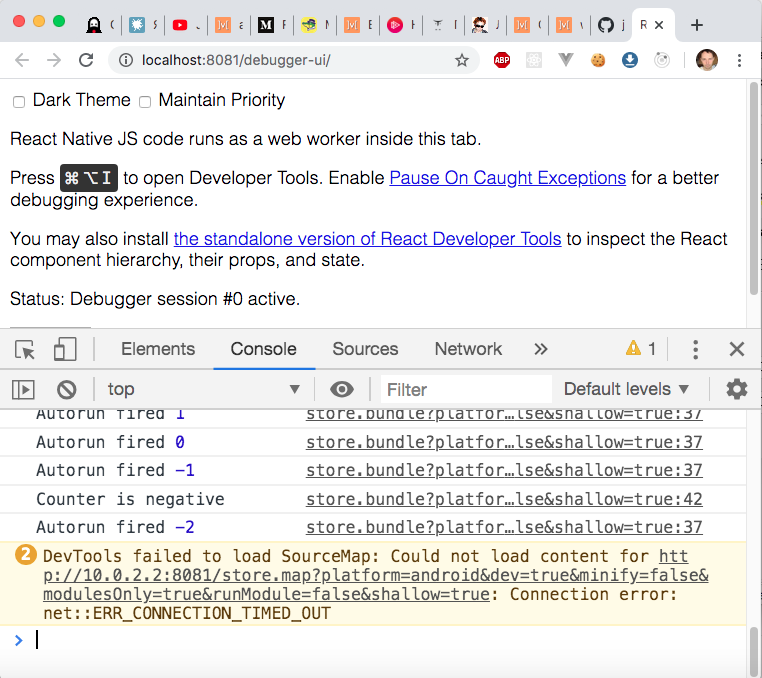 localhost:8081/debugger-ui/
ABP
Dark Theme Maintain Priority
React Native JS code runs as a web worker inside this tab.
Press ⌘⌥I to open Developer Tools. Enable Pause On Caught Exceptions for a better
debugging experience.
You may also install the standalone version of React Developer Tools to inspect the React
component hierarchy, their props, and state.
Status: Debugger session #0 active.
Elements Console Sources Network » 1
top Filter Default levels ▼
Autorun fired 1 store.bundle?platfor…lse&shallow=true:37
Autorun fired 0 store.bundle?platfor…lse&shallow=true:37
Autorun fired -1 store.bundle?platfor…lse&shallow=true:37
Counter is negative store.bundle?platfor…lse&shallow=true:42
Autorun fired -2 store.bundle?platfor…lse&shallow=true:37
2 DevTools failed to load SourceMap: Could not load content for htt
p://10.0.2.2:8081/store.map?platform=android&dev=true&minify=false&
modulesOnly=true&runModule=false&shallow=true: Connection error:
net::ERR_CONNECTION_TIMED_OUT